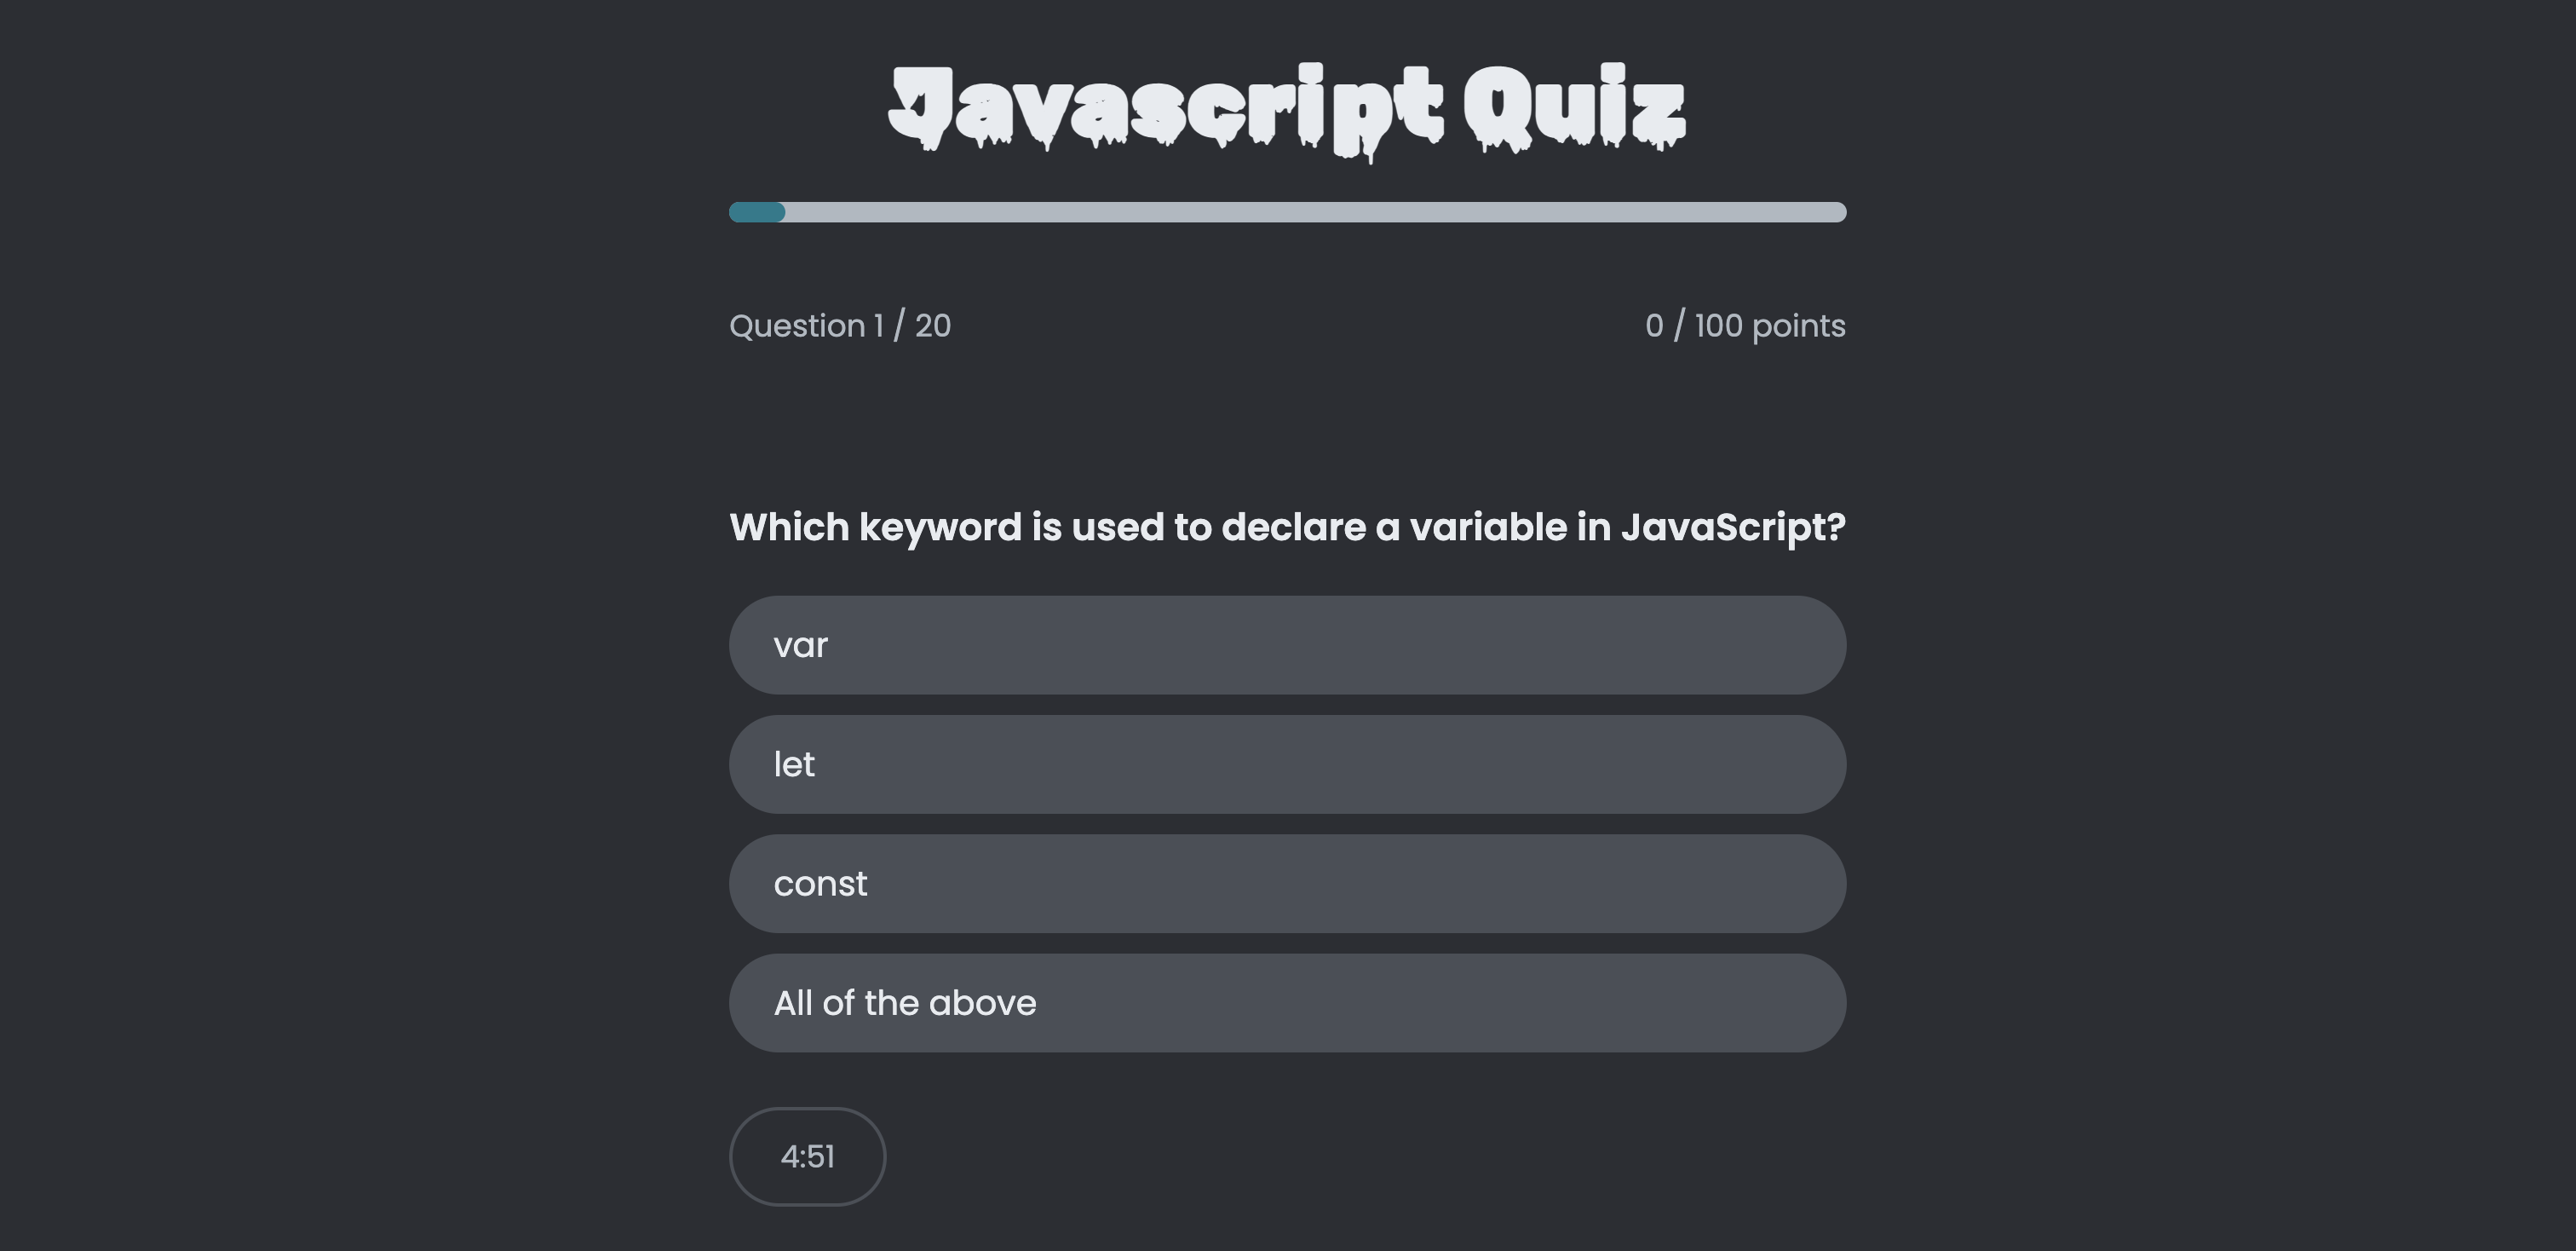 Javascript Quiz
Question 1 / 20
0 / 100 points
Which keyword is used to declare a variable in JavaScript?
var
let
const
All of the above
4:51